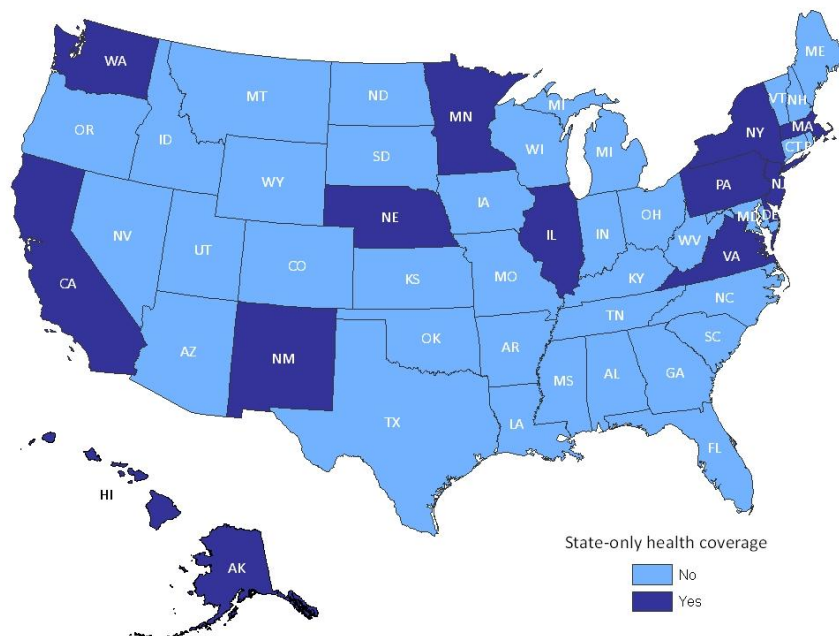 WA
MT
ND
MN
ME
VT
NH
OR
ID
SD
WI
MI
MI
NY
MA
CT
WY
IA
PA
NJ
NE
NV
UT
CO
IL
IN
OH
MD
DE
WV
VA
CA
KS
MO
KY
AZ
NM
OK
AR
TN
NC
SC
MS
AL
GA
TX
LA
FL
HI
AK
State-only health coverage
No
Yes